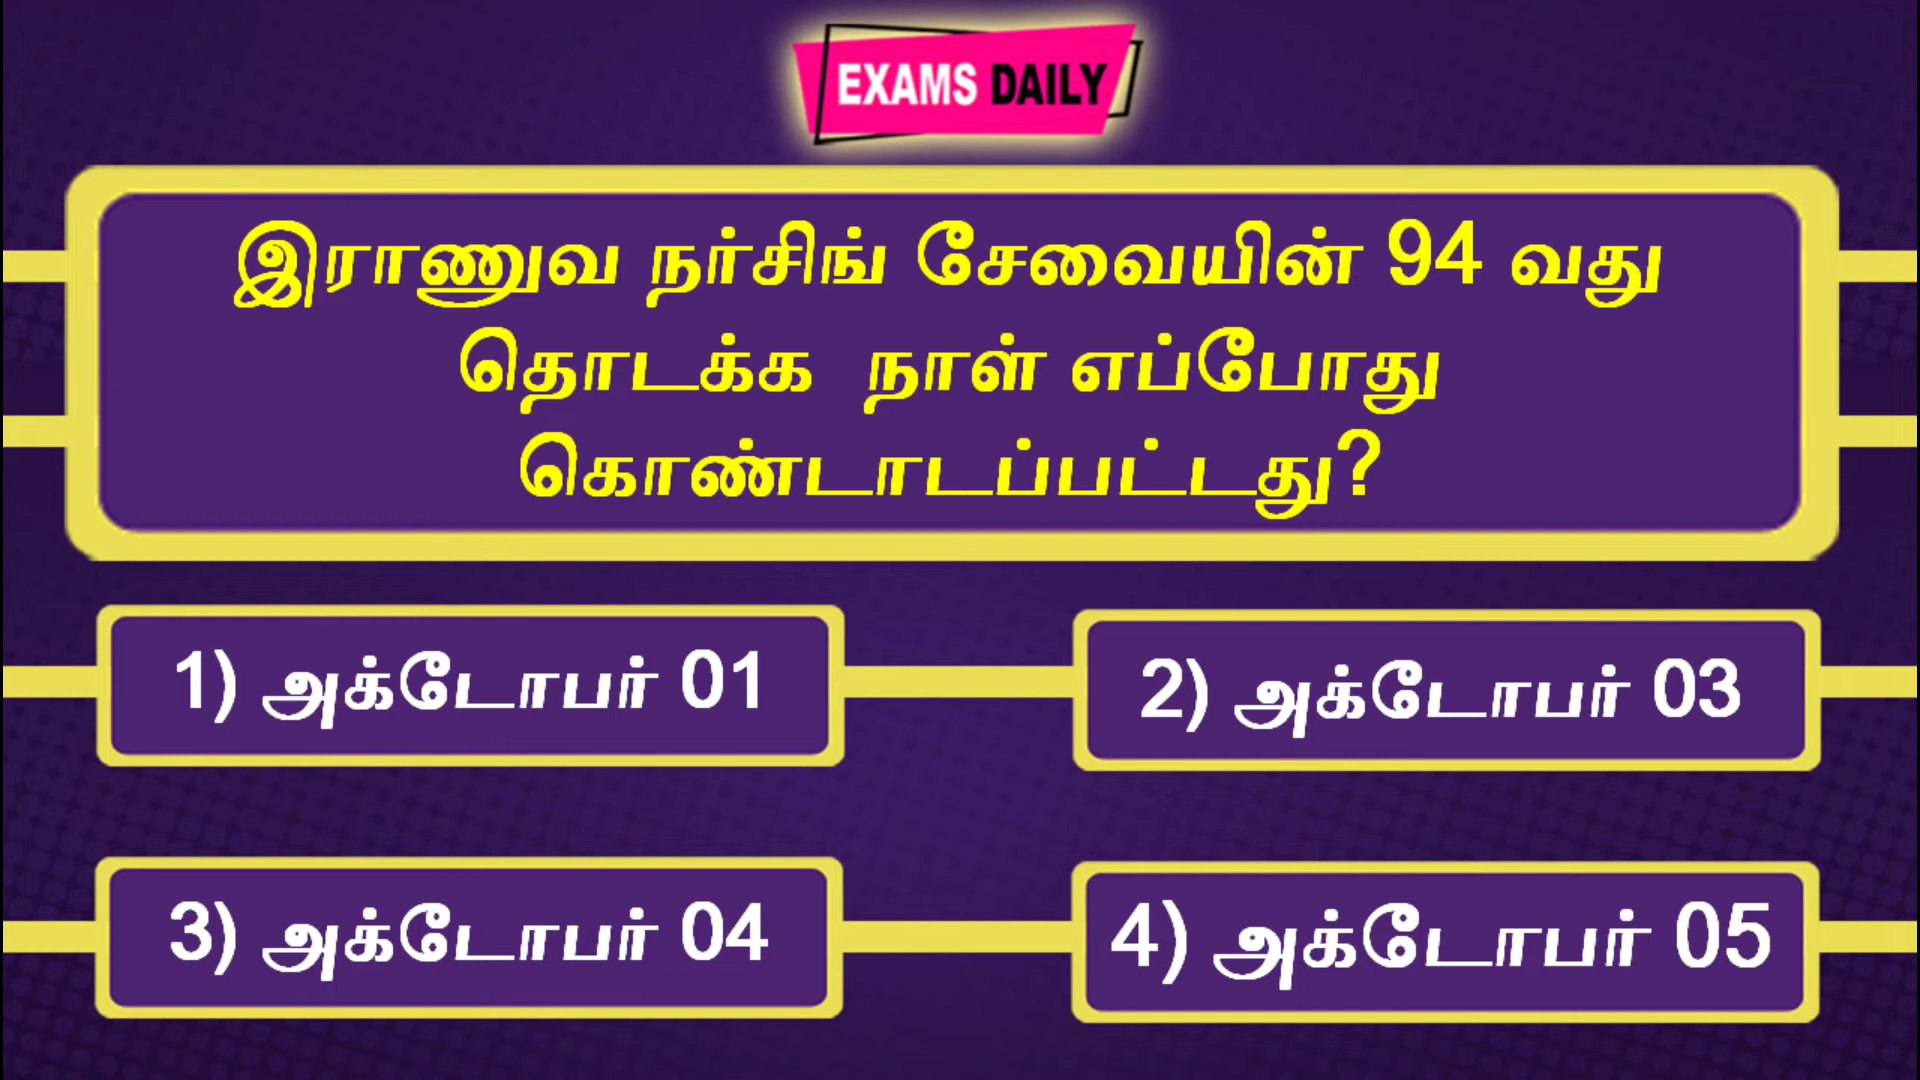 EXAMS DAILY
இராணுவ நர்சிங் சேவையின் 94 வது
தொடக்க நாள் எப்போது
கொண்டாடப்பட்டது?
1) அக்டோபர் 01
2) அக்டோபர் 03
3) அக்டோபர் 04
4) அக்டோபர் 05